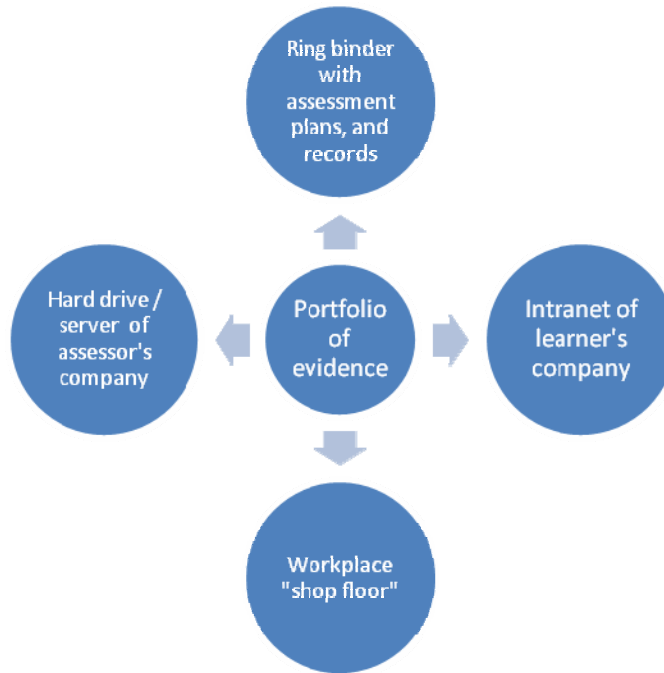 Ring binder
with
assessment
plans, and
records
Hard drive /
server of
assessor's
company
Portfolio
of
evidence
Intranet of
learner's
company
Workplace
"shop floor"